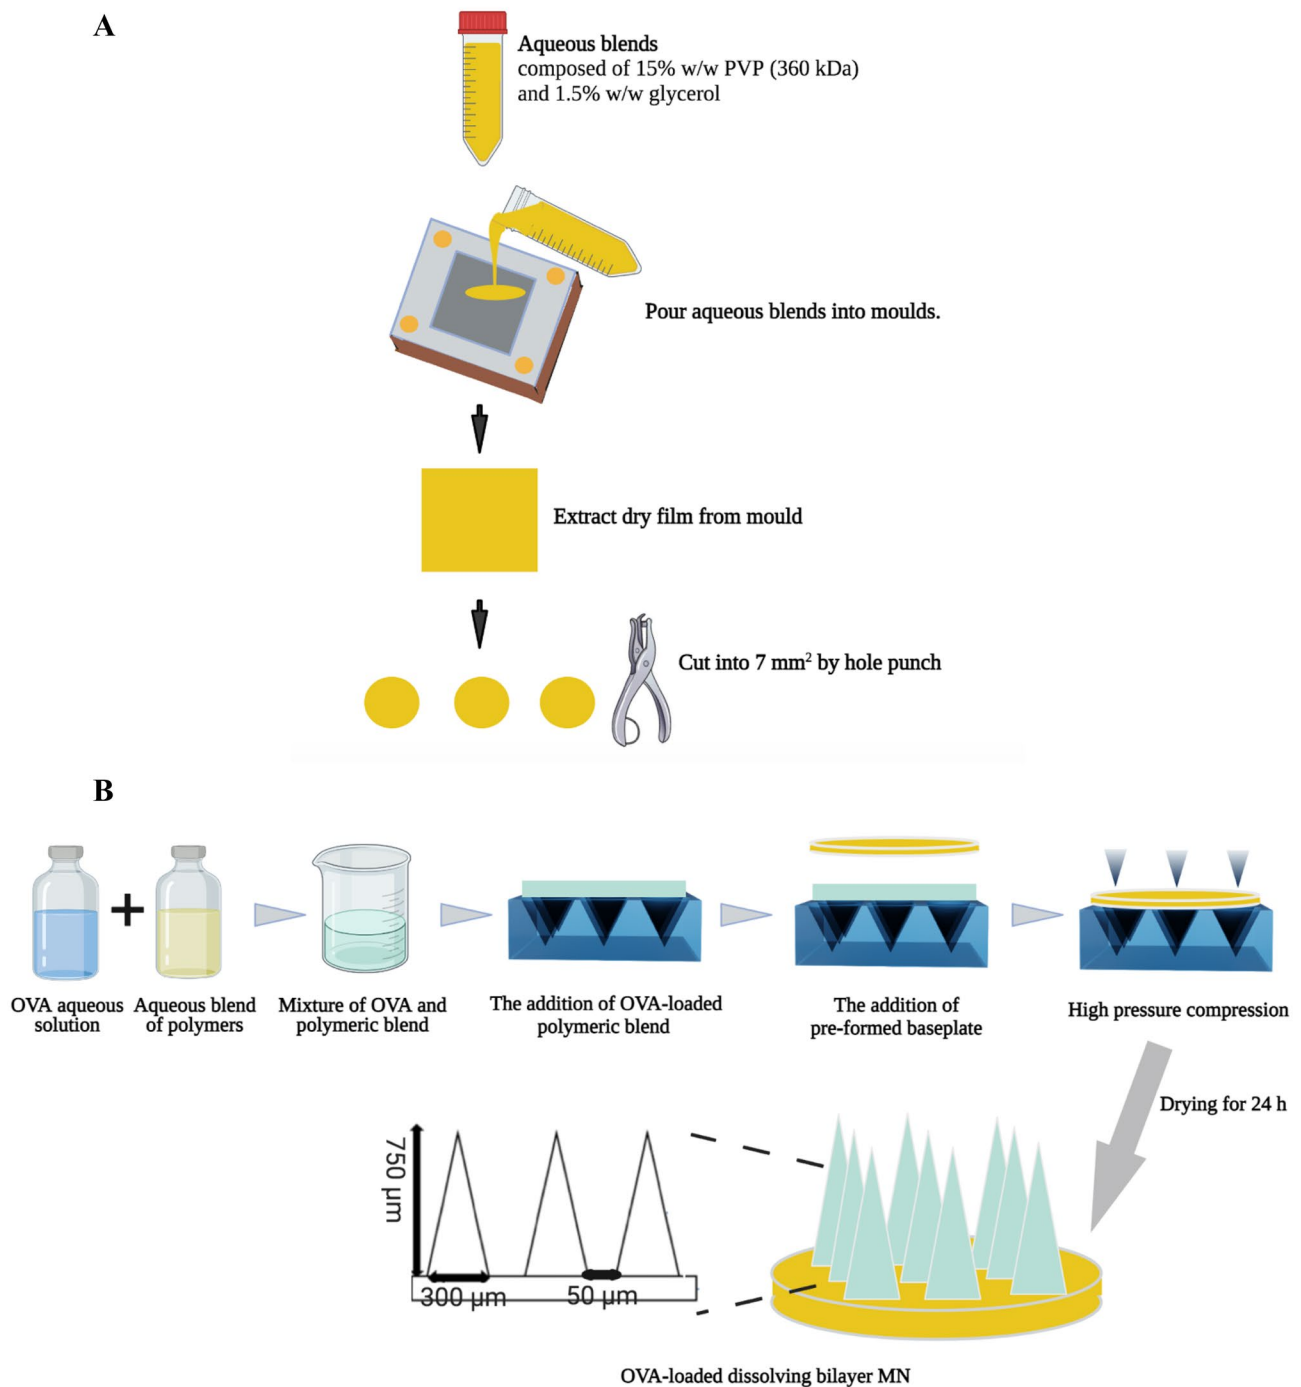 A
Aqueous blends
composed of 15% w/w PVP (360 kDa)
and 1.5% w/w glycerol
Pour aqueous blends into moulds.
Extract dry film from mould
Cut into 7 mm² by hole punch
B
OVA aqueous
solution
Aqueous blend
of polymers
Mixture of OVA and
polymeric blend
The addition of OVA-loaded
polymeric blend
The addition of
pre-formed baseplate
High pressure compression
Drying for 24 h
750 µm
300 µm
50 µm
OVA-loaded dissolving bilayer MN